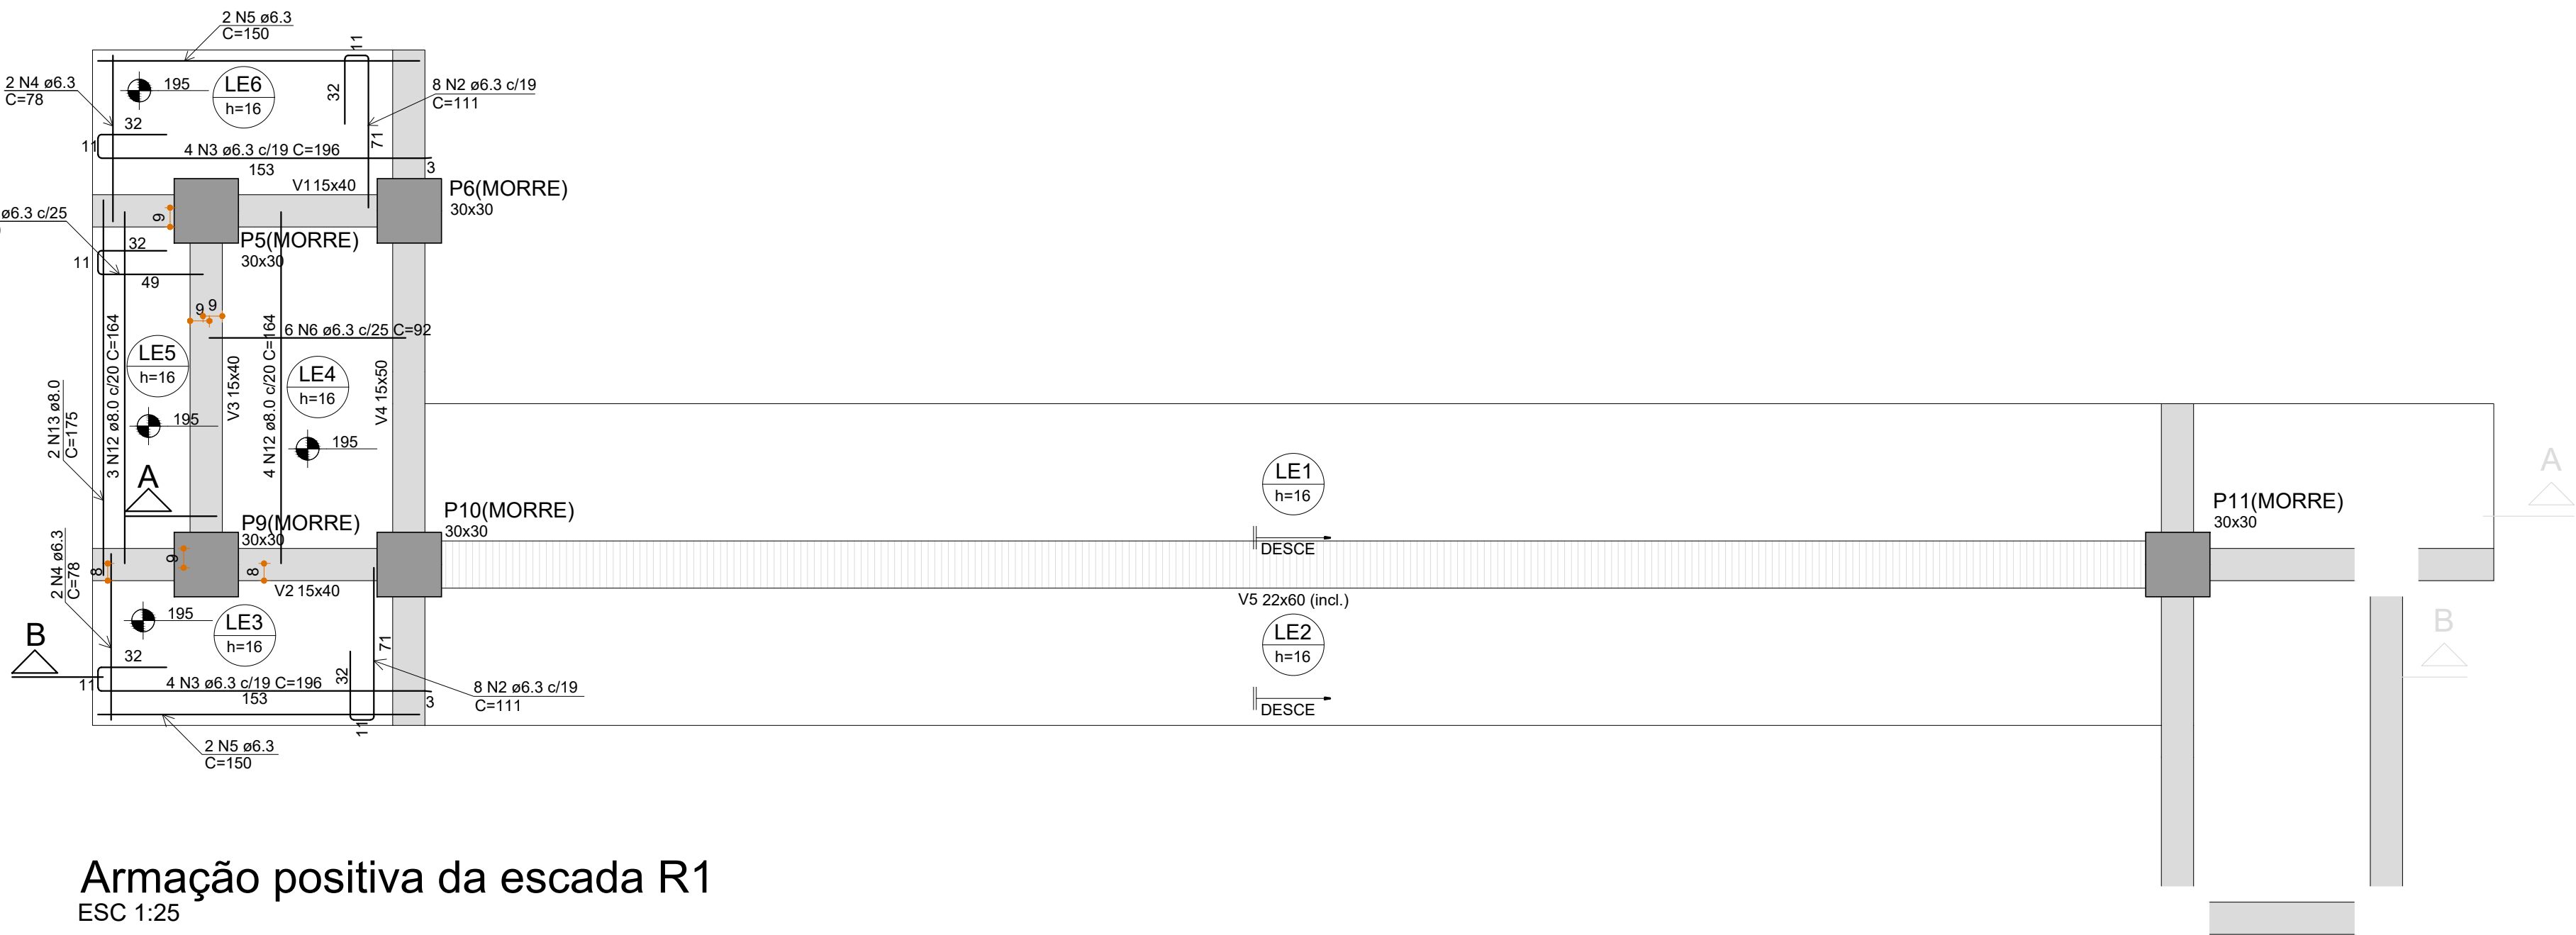 2 N5 ø6.3
C=150
11
2 N4 ø6.3
C=78
195
LE6
h=16
32
8 N2 ø6.3 c/19
C=111
32
11
71
4 N3 ø6.3 c/19 C=196
153
3
V1 15x40
P6(MORRE)
30x30
ø6.3 c/25
9
P5(MORRE)
30x30
32
11
49
9
9
6 N6 ø6.3 c/25 C=92
3 N12 ø8.0 c/20 C=164
4 N12 ø8.0 c/20 C=164
LE5
h=16
V3 15x40
LE4
h=16
V4 15x50
2 N13 ø8.0
C=175
195
195
A
LE1
h=16
A
P9(MORRE)
30x30
P10(MORRE)
30x30
P11(MORRE)
30x30
DESCE
2 N4 ø6.3
C=78
8
9
8
V2 15x40
V5 22x60 (incl.)
195
LE3
h=16
B
LE2
h=16
B
71
32
11
4 N3 ø6.3 c/19 C=196
153
32
3
8 N2 ø6.3 c/19
C=111
DESCE
11
2 N5 ø6.3
C=150
Armação positiva da escada R1
ESC 1:25